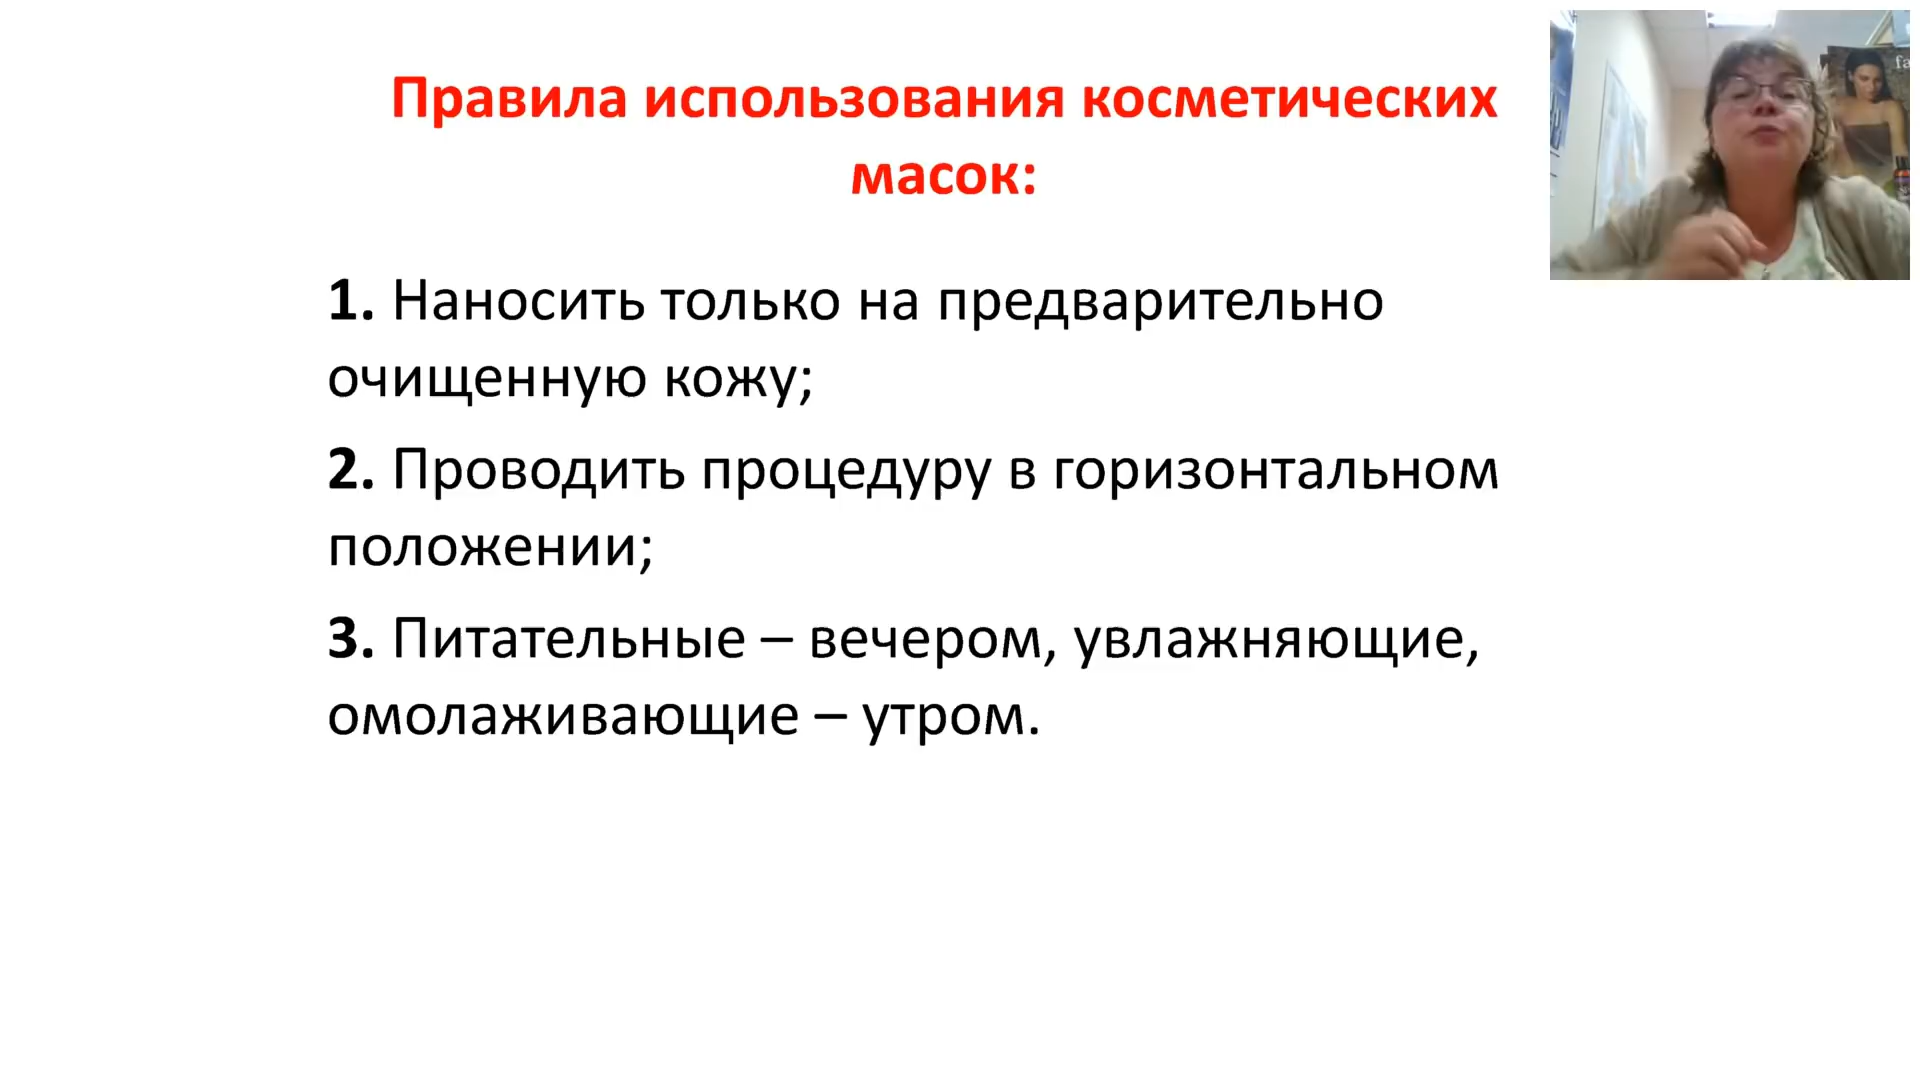 Правила использования косметических
масок:
1. Наносить только на предварительно
очищенную кожу;
2. Проводить процедуру в горизонтальном
положении;
3. Питательные – вечером, увлажняющие,
омолаживающие – утром.
fa